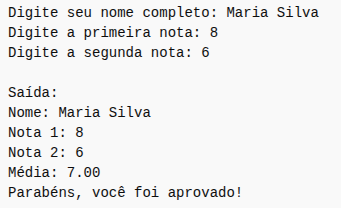 Digite seu nome completo: Maria Silva
Digite a primeira nota: 8
Digite a segunda nota: 6

Saída:
Nome: Maria Silva
Nota 1: 8
Nota 2: 6
Média: 7.00
Parabéns, você foi aprovado!